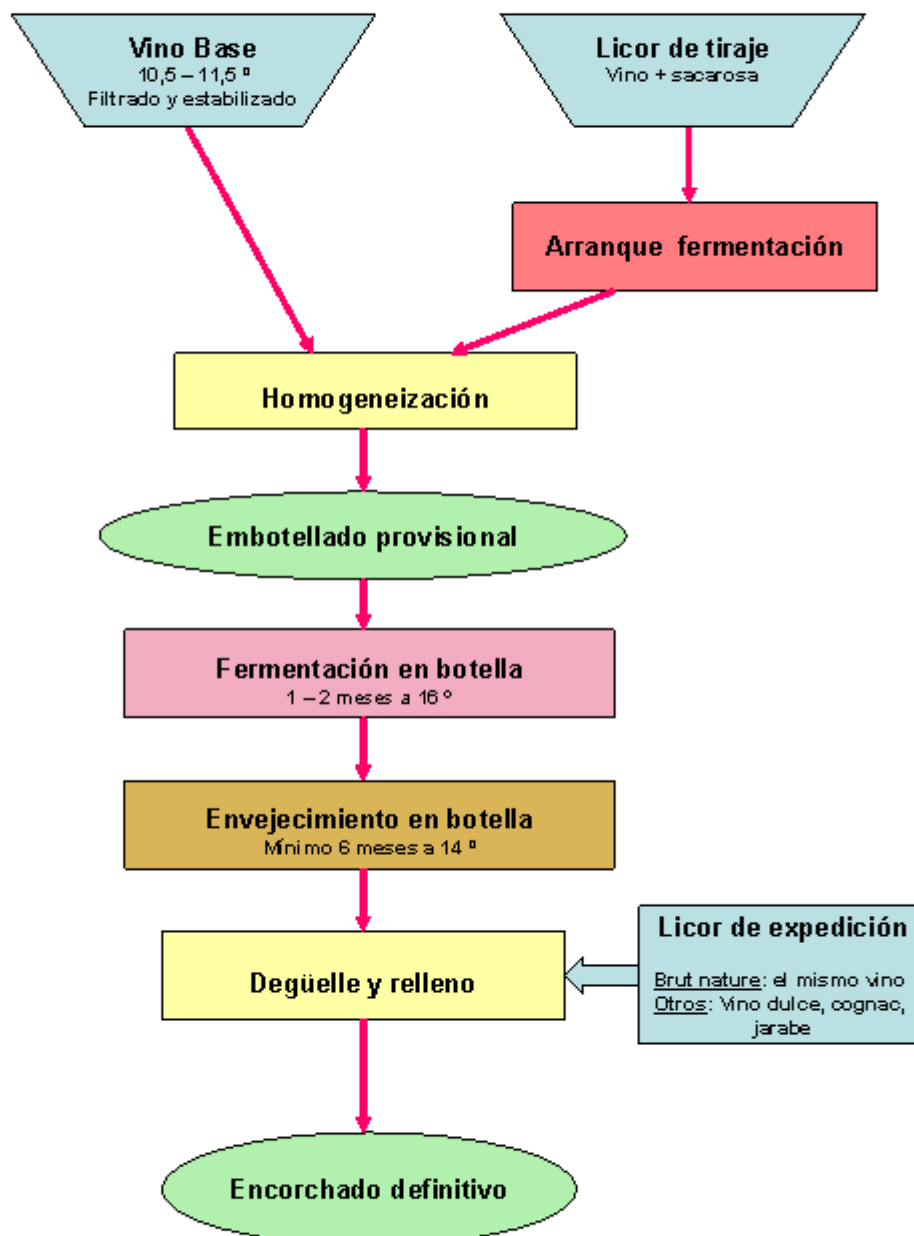 Vino Base
10,5 – 11,5 º
Filtrado y estabilizado
Licor de tiraje
Vino + sacarosa
Arranque fermentación
Homogeneización
Embotellado provisional
Fermentación en botella
1 – 2 meses a 16 º
Envejecimiento en botella
Mínimo 6 meses a 14 º
Degüelle y relleno
Licor de expedición
Brut nature: el mismo vino
Otros: Vino dulce, cognac,
jarabe
Encorchado definitivo